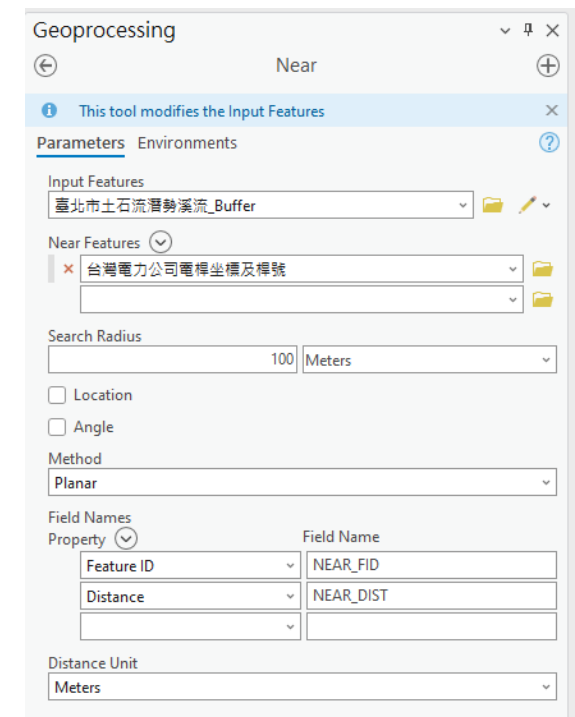 Geoprocessing
Near
This tool modifies the Input Features
Parameters Environments
Input Features
臺北市土石流潛勢溪流_Buffer
Near Features
台灣電力公司電桿坐標及桿號
Search Radius
100 Meters
Location
Angle
Method
Planar
Field Names
Property Field Name
Feature ID NEAR_FID
Distance NEAR_DIST
Distance Unit
Meters